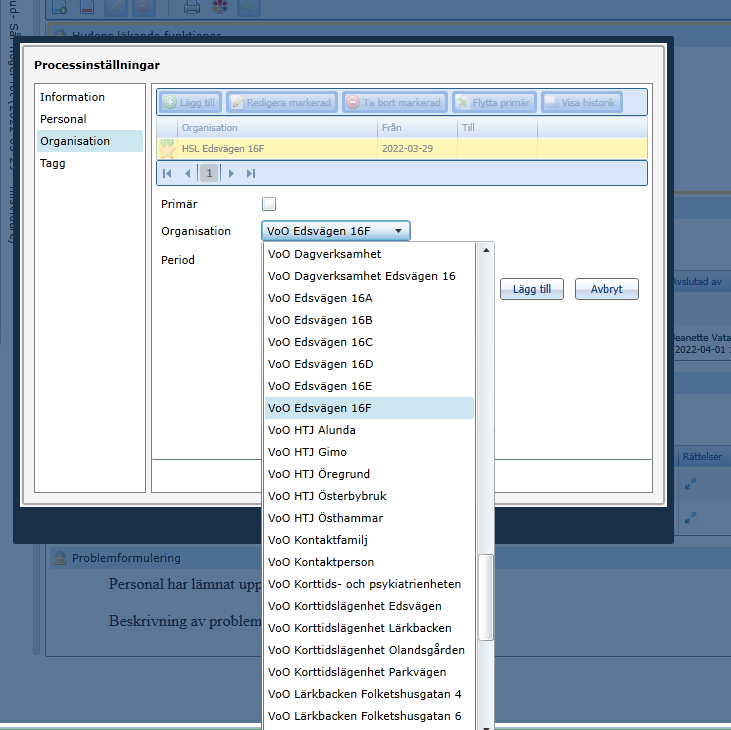 Hudens läkande funktioner
Processinställningar
Information
Personal
Organisation
Tagg
Lägg till
Redigera markerad
Ta bort markerad
Flytta primär
Visa historik
Organisation Från Till
HSL Edsvägen 16F 2022-03-29
1
Primär
Organisation VoO Edsvägen 16F
Period
VoO Dagverksamhet
VoO Dagverksamhet Edsvägen 16
VoO Edsvägen 16A
VoO Edsvägen 16B
VoO Edsvägen 16C
VoO Edsvägen 16D
VoO Edsvägen 16E
VoO Edsvägen 16F
VoO HTJ Alunda
VoO HTJ Gimo
VoO HTJ Öregrund
VoO HTJ Österbybruk
VoO HTJ Östhammar
VoO Kontaktfamilj
VoO Kontaktperson
VoO Korttids- och psykiatrienheten
VoO Korttidslägenhet Edsvägen
VoO Korttidslägenhet Lärkbacken
VoO Korttidslägenhet Olandsgården
VoO Korttidslägenhet Parkvägen
VoO Lärkbacken Folketshusgatan 4
VoO Lärkbacken Folketshusgatan 6
Lägg till Avbryt
Avslutad av
Jeanette Vata
2022-04-01 1
Rättelser
Problemformulering
Personal har lämnat upp
Beskrivning av problem